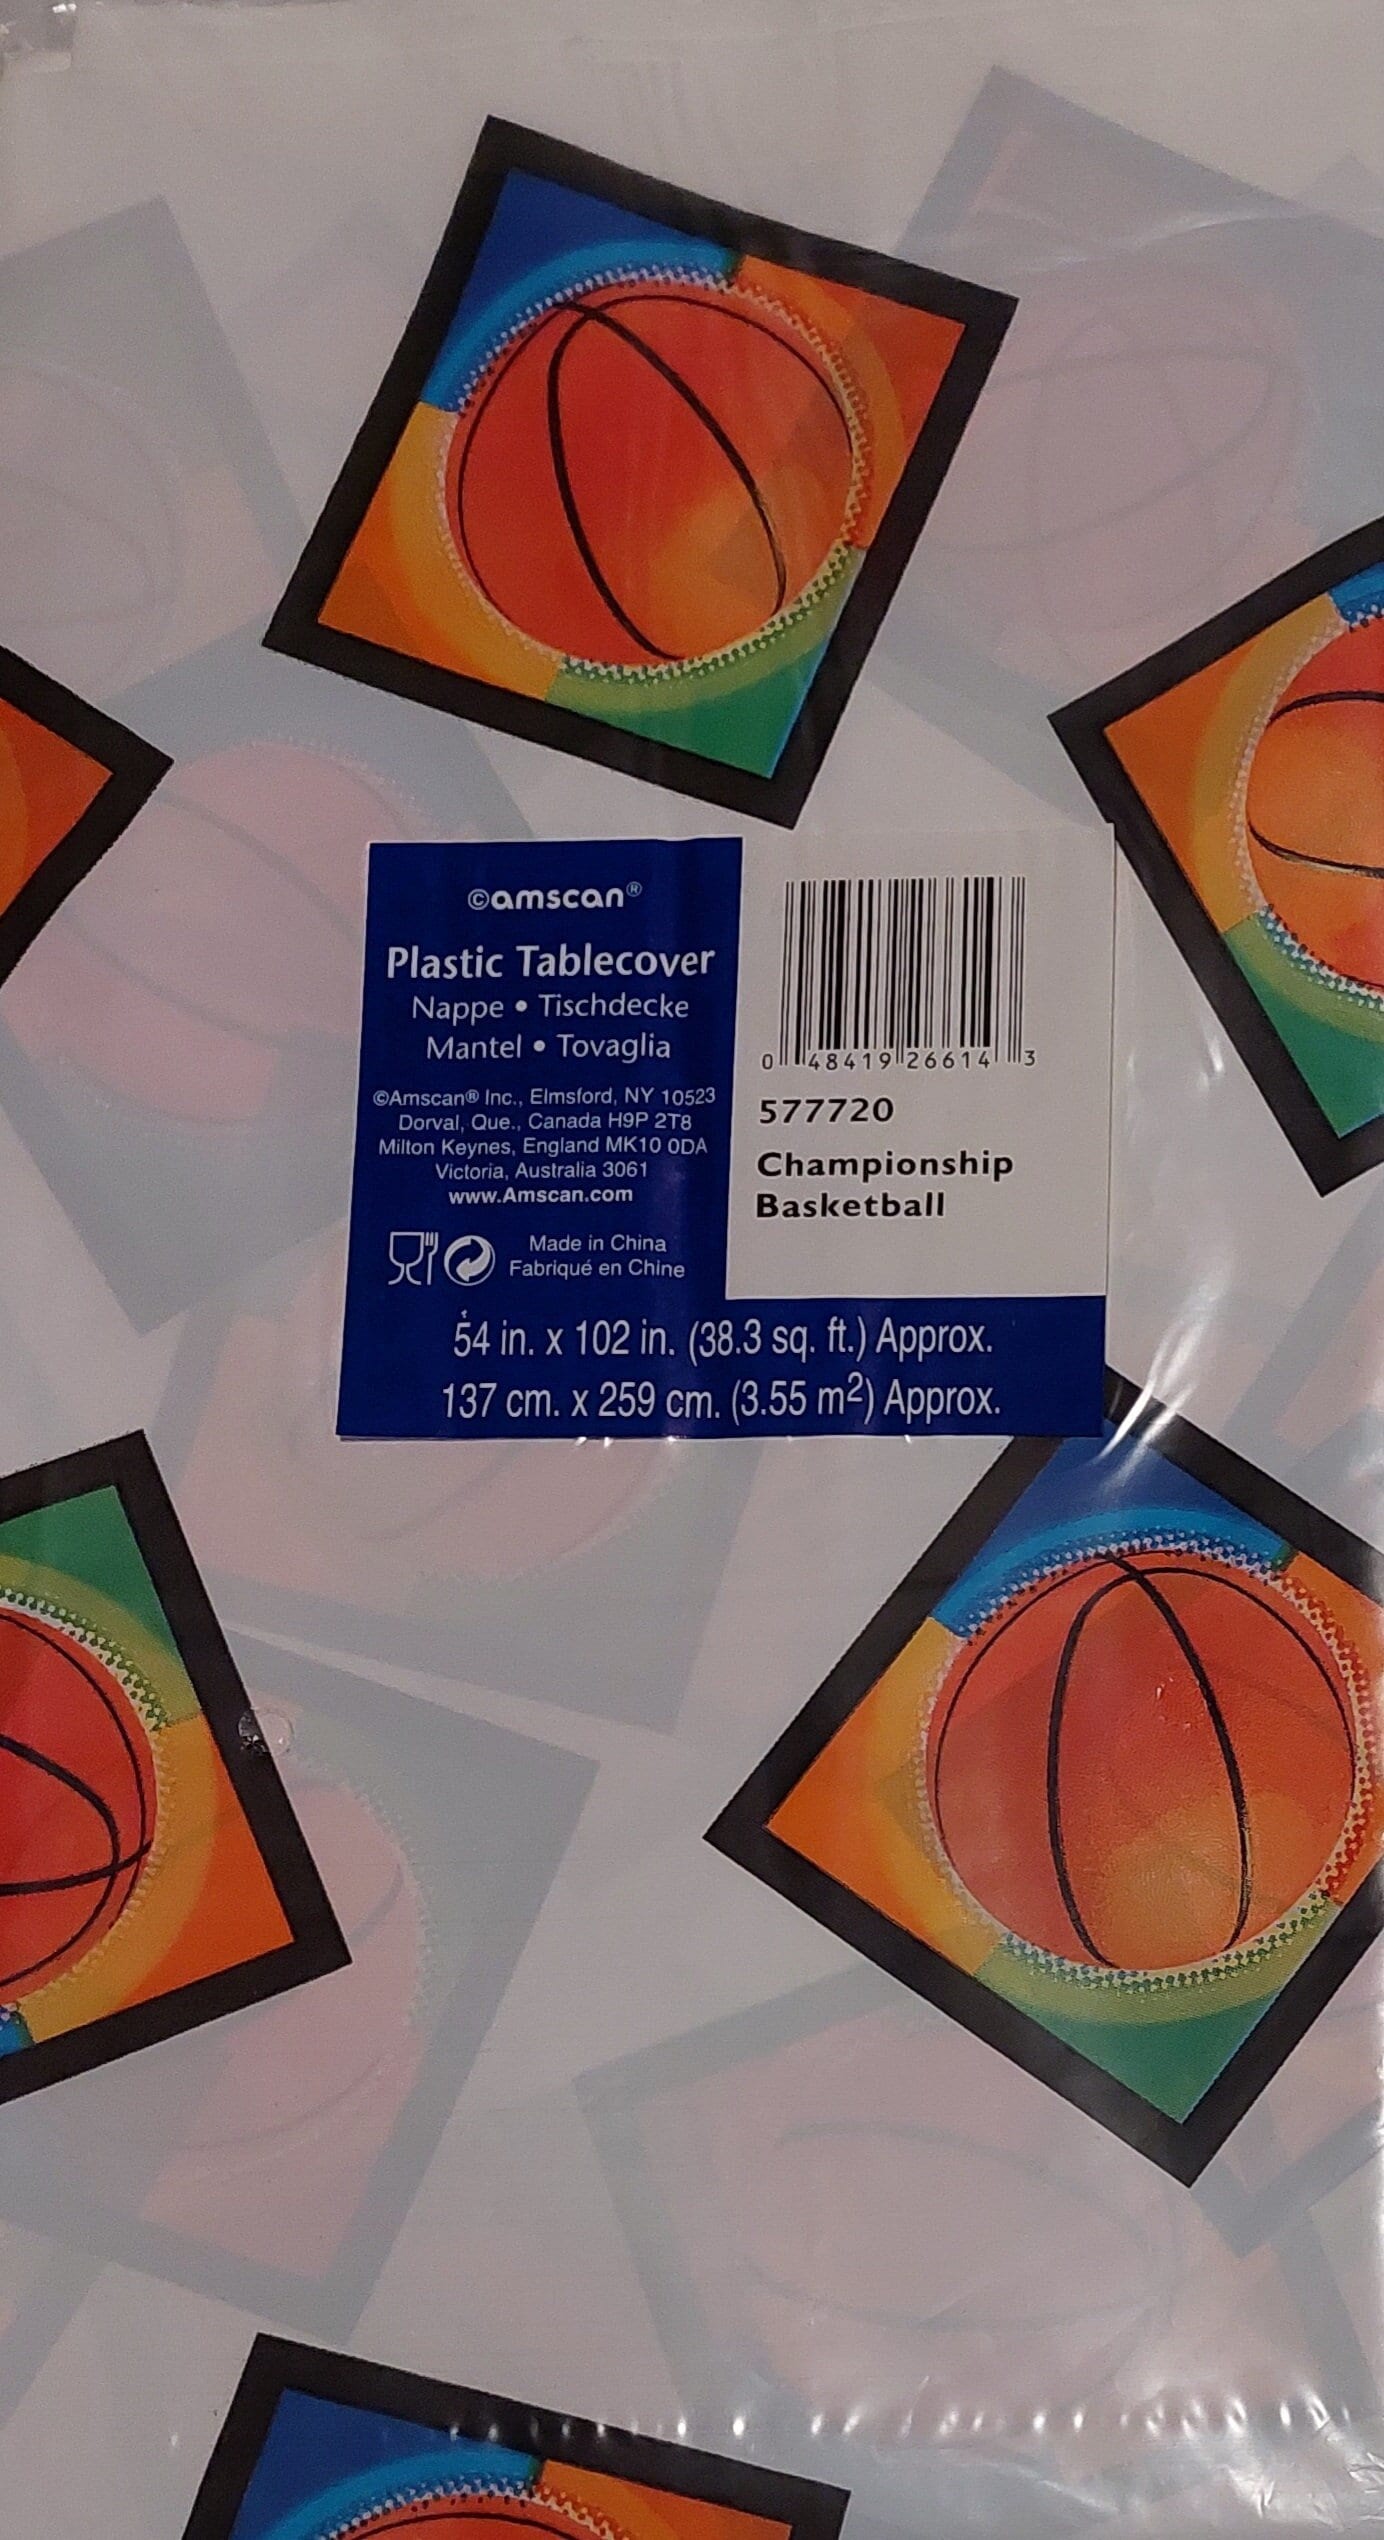 ©amscan®
Plastic Tablecover
Nappe • Tischdecke
Mantel • Tovaglia
©Amscan® Inc., Elmsford, NY 10523
Dorval, Que., Canada H9P 2T8
Milton Keynes, England MK10 0DA
Victoria, Australia 3061
www.Amscan.com
Made in China
Fabriqué en Chine
0 48419 26614 3
577720
Championship
Basketball
54 in. x 102 in. (38.3 sq. ft.) Approx.
137 cm. x 259 cm. (3.55 m²) Approx.